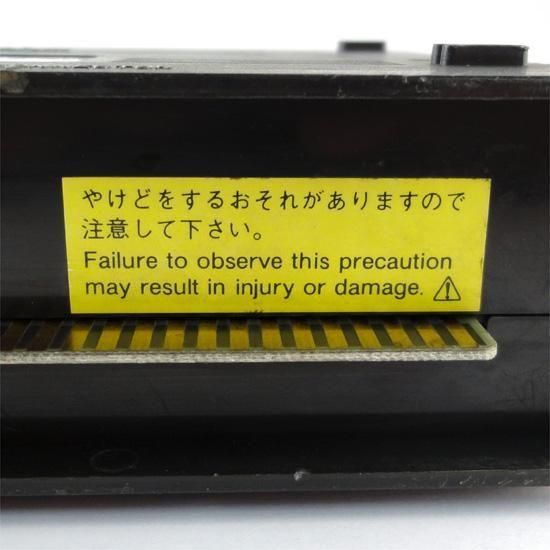 やけどをするおそれがありますので
注意して下さい。
Failure to observe this precaution
may result in injury or damage.